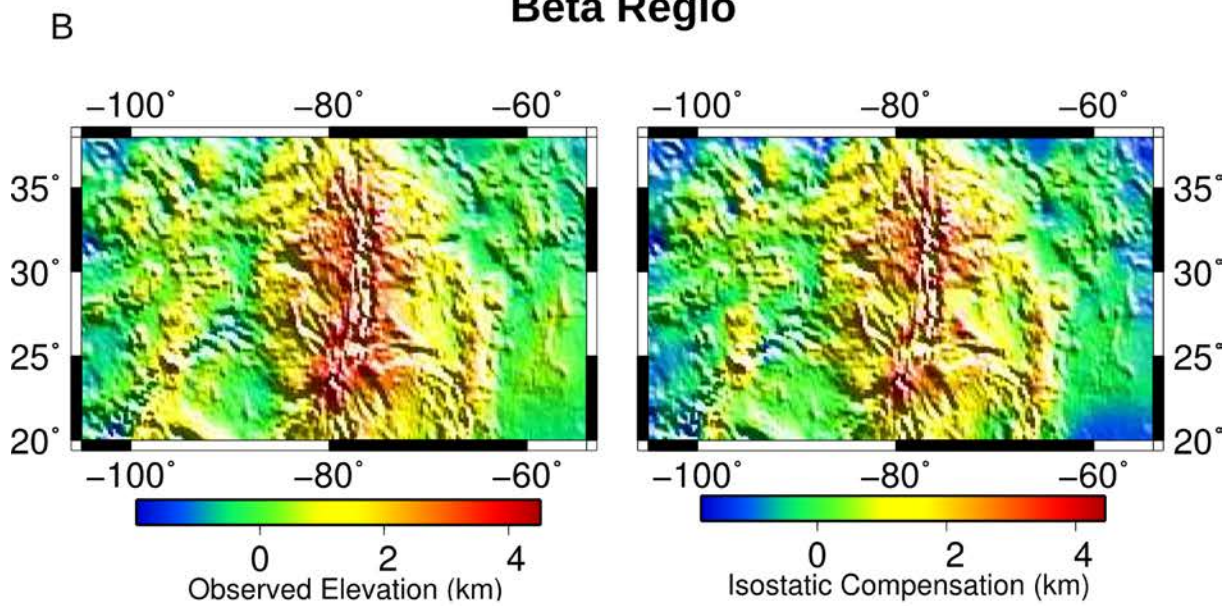 Beta Regio
B
−100° −80° −60° −100° −80° −60°
35° 35°
30° 30°
25° 25°
20° 20°
−100° −80° −60° −100° −80° −60°
0 2 4 0 2 4
Observed Elevation (km) Isostatic Compensation (km)